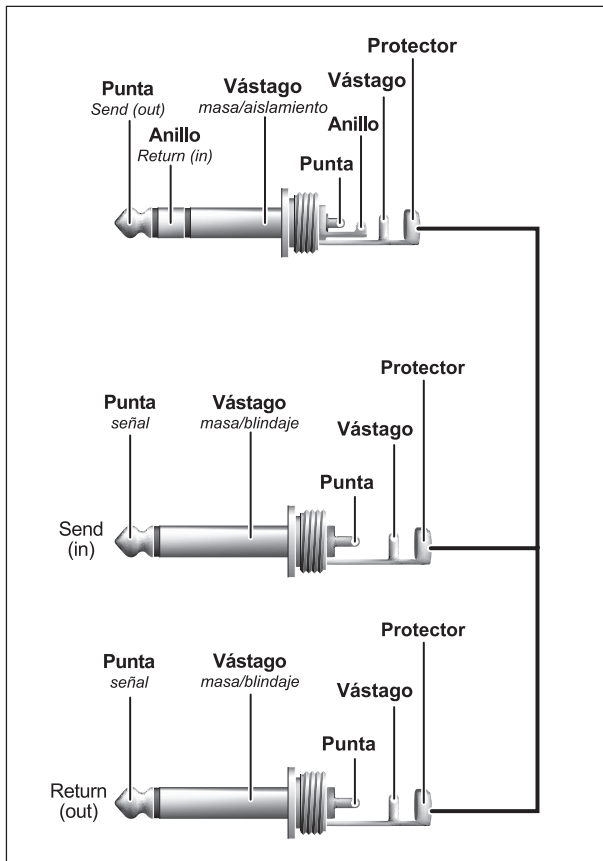 Protector
Vástago
Punta
Send (out)
Vástago
masa/aislamiento
Anillo
Return (in)
Anillo
Punta
Protector
Punta
señal
Vástago
masa/blindaje
Vástago
Punta
Send
(in)
Protector
Punta
señal
Vástago
masa/blindaje
Vástago
Punta
Return
(out)